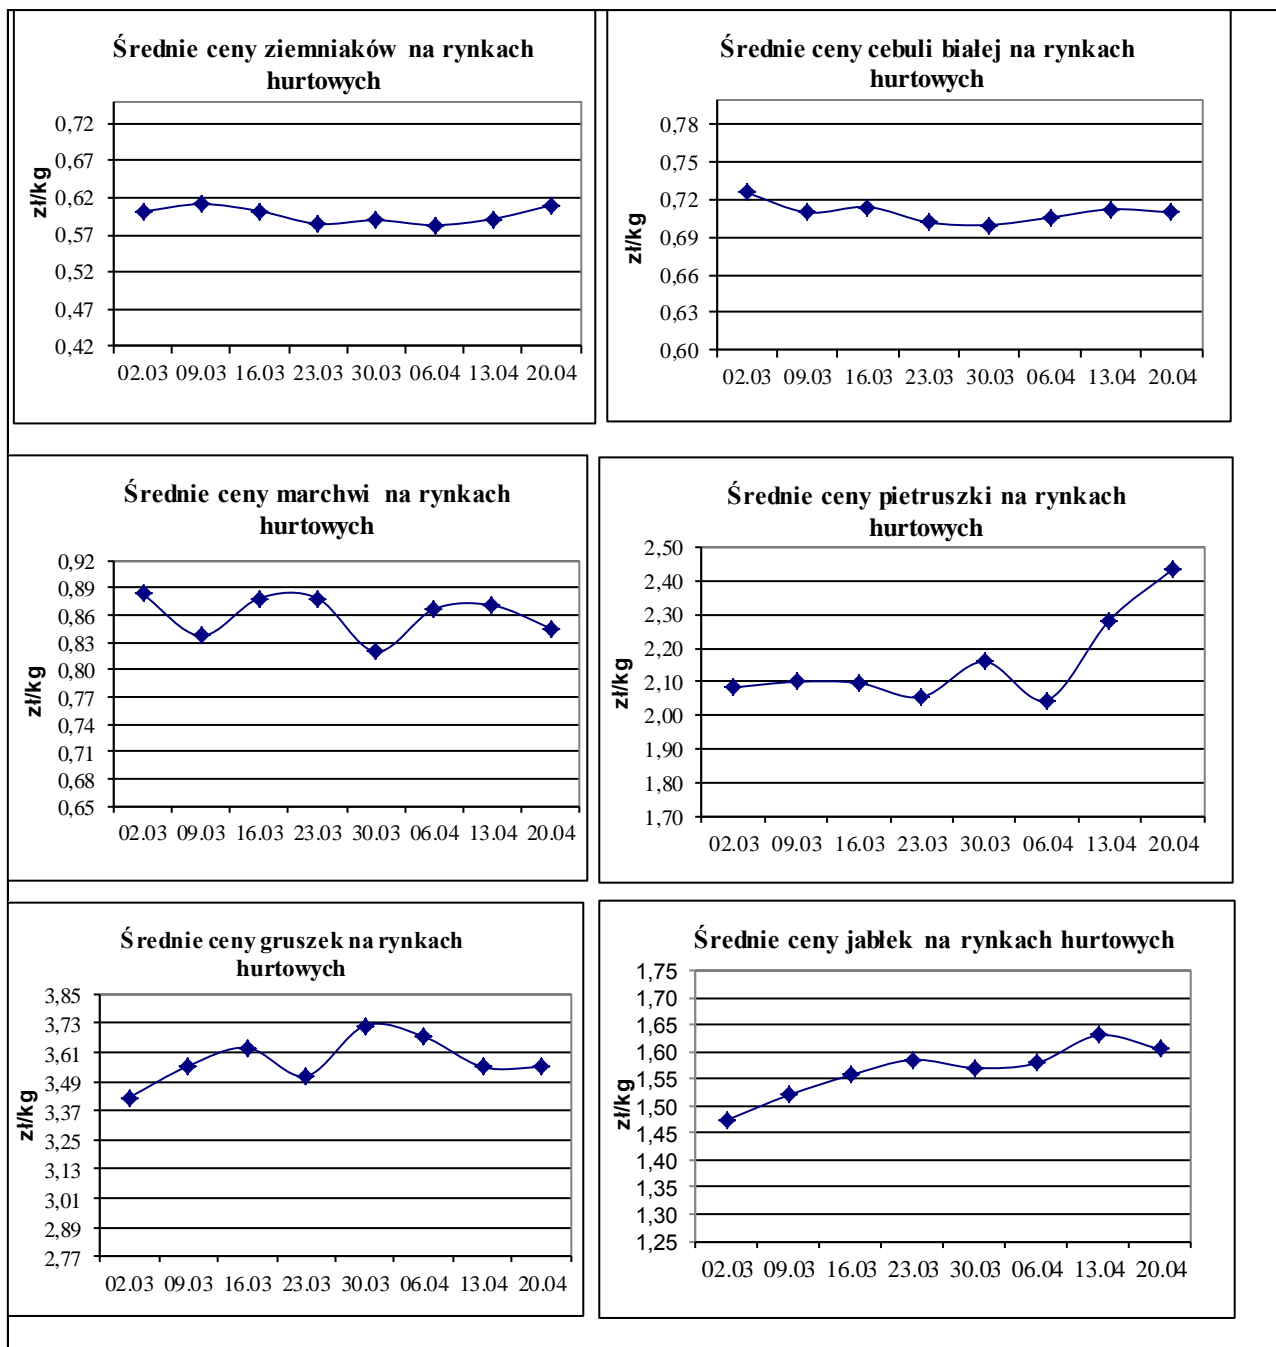 Średnie ceny ziemniaków na rynkach
hurtowych
zł/kg
0,72
0,67
0,62
0,57
0,52
0,47
0,42
02.03 09.03 16.03 23.03 30.03 06.04 13.04 20.04
Średnie ceny cebuli białej na rynkach
hurtowych
zł/kg
0,78
0,75
0,72
0,69
0,66
0,63
0,60
02.03 09.03 16.03 23.03 30.03 06.04 13.04 20.04
Średnie ceny marchwi na rynkach
hurtowych
zł/kg
0,92
0,89
0,86
0,83
0,80
0,77
0,74
0,71
0,68
0,65
02.03 09.03 16.03 23.03 30.03 06.04 13.04 20.04
Średnie ceny pietruszki na rynkach
hurtowych
zł/kg
2,50
2,40
2,30
2,20
2,10
2,00
1,90
1,80
1,70
02.03 09.03 16.03 23.03 30.03 06.04 13.04 20.04
Średnie ceny gruszek na rynkach
hurtowych
zł/kg
3,85
3,73
3,61
3,49
3,37
3,25
3,13
3,01
2,89
2,77
02.03 09.03 16.03 23.03 30.03 06.04 13.04 20.04
Średnie ceny jabłek na rynkach hurtowych
zł/kg
1,75
1,70
1,65
1,60
1,55
1,50
1,45
1,40
1,35
1,30
1,25
02.03 09.03 16.03 23.03 30.03 06.04 13.04 20.04